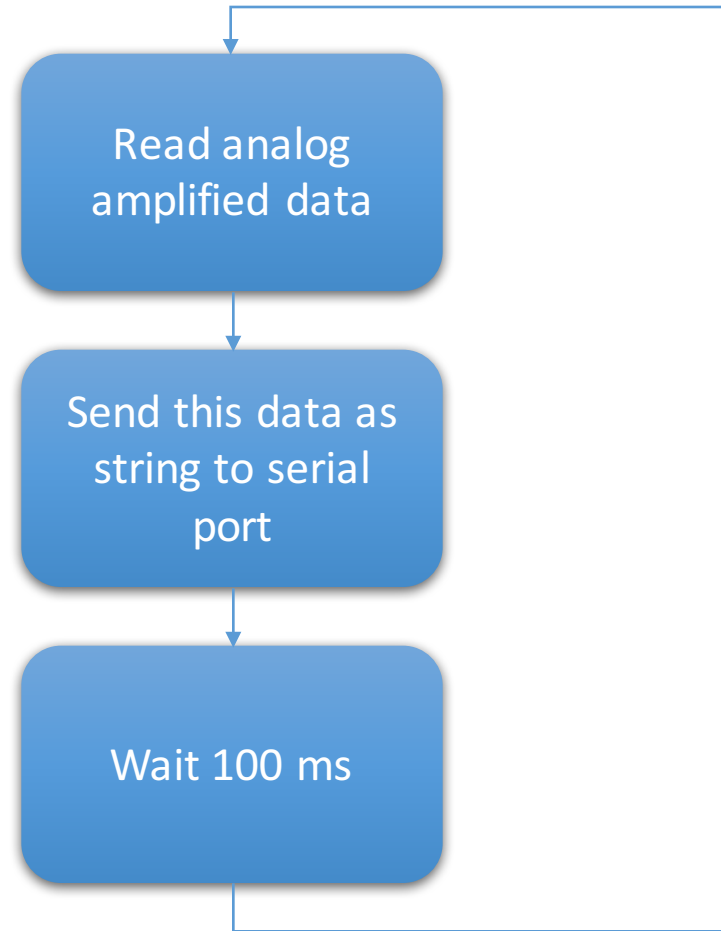 Read analog
amplified data
Send this data as
string to serial
port
Wait 100 ms